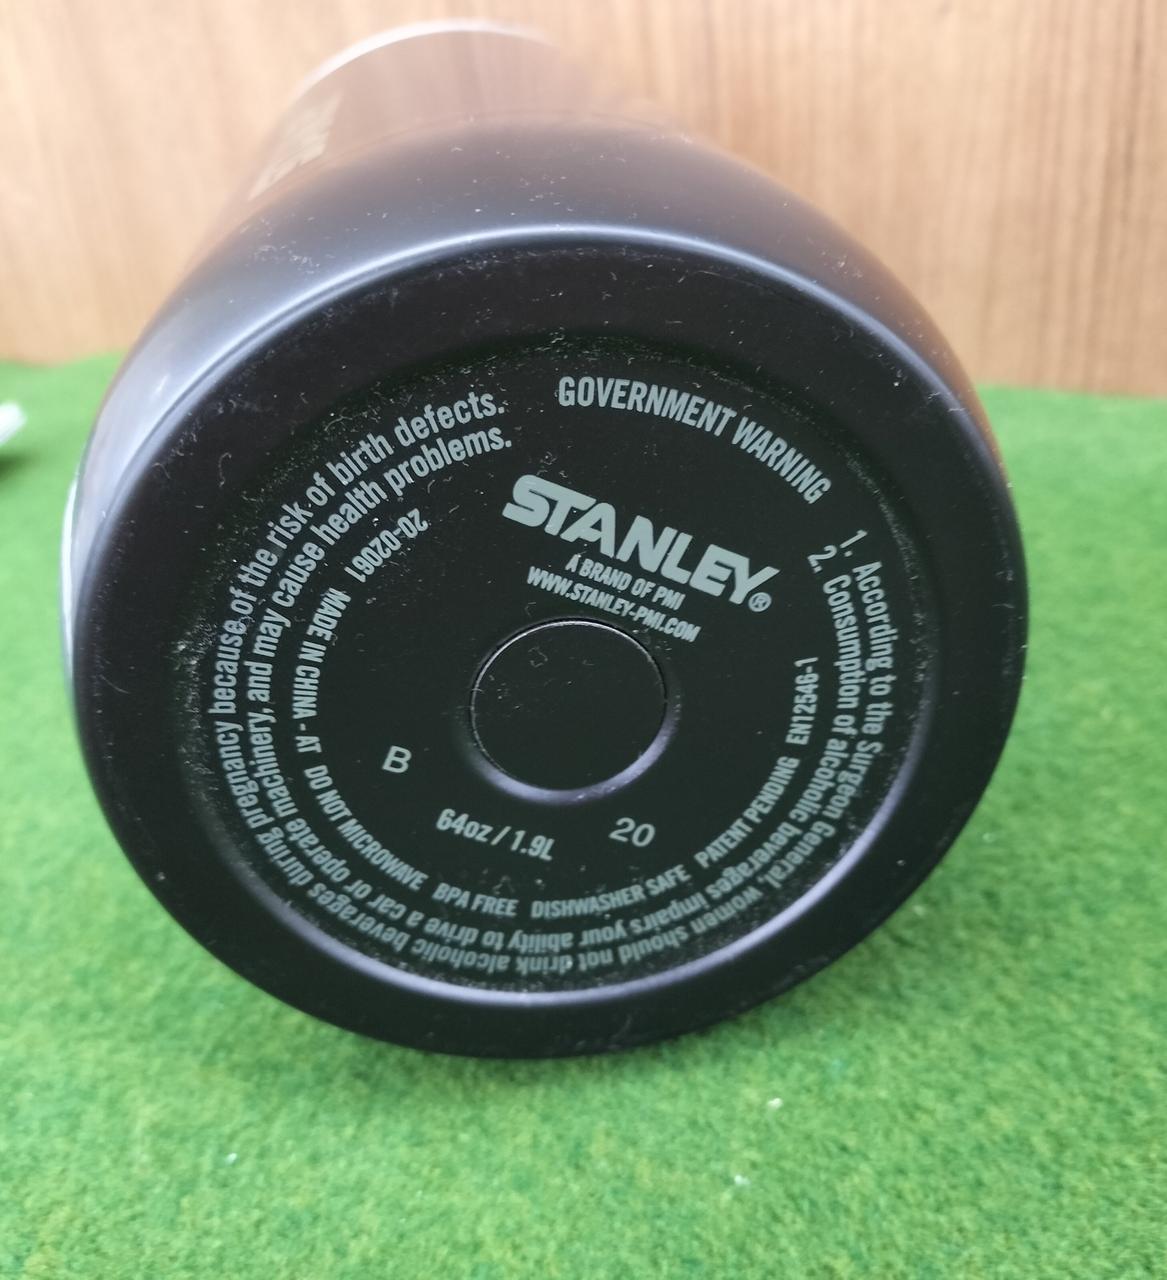 GOVERNMENT WARNING
1. According to the Surgeon General, women should not drink alcoholic beverages during pregnancy because of the risk of birth defects.
2. Consumption of alcoholic beverages impairs your ability to drive a car or operate machinery, and may cause health problems.
STANLEY®
A BRAND OF PMI
WWW.STANLEY-PMI.COM
20-02061 MADE IN CHINA - AT DO NOT MICROWAVE BPA FREE DISHWASHER SAFE PATENT PENDING EN12546-1
B
64oz / 1.9L
20